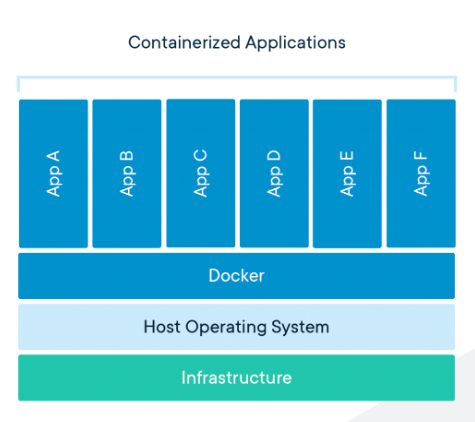 Containerized Applications
App A
App B
App C
App D
App E
App F
Docker
Host Operating System
Infrastructure